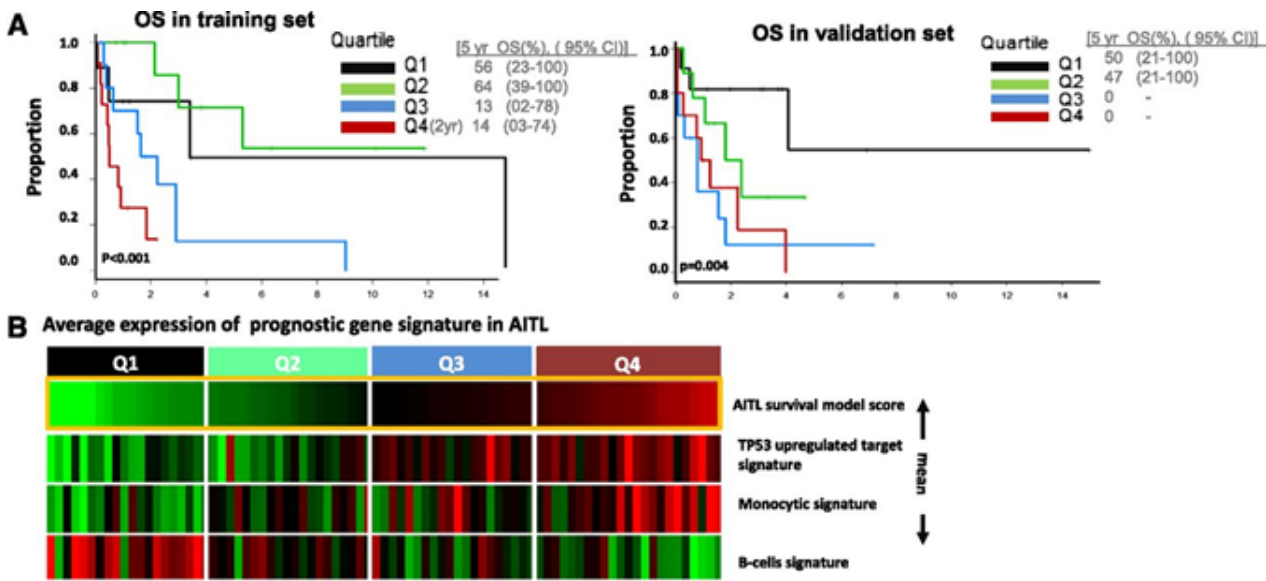 A
OS in training set
Quartile
[5 yr OS(%), ( 95% CI)]
Q1 56 (23-100)
Q2 64 (39-100)
Q3 13 (02-78)
Q4 (2yr) 14 (03-74)
Proportion
1.0
0.8
0.6
0.4
0.2
0.0
P<0.001
0 2 4 6 8 10 12 14
OS in validation set
Quartile
[5 yr OS(%), ( 95% CI)]
Q1 50 (21-100)
Q2 47 (21-100)
Q3 0 -
Q4 0 -
Proportion
1.0
0.8
0.6
0.4
0.2
0.0
p=0.004
0 2 4 6 8 10 12 14
B Average expression of prognostic gene signature in AITL
Q1 Q2 Q3 Q4
AITL survival model score
TP53 upregulated target
signature
Monocytic signature
B-cells signature
mean